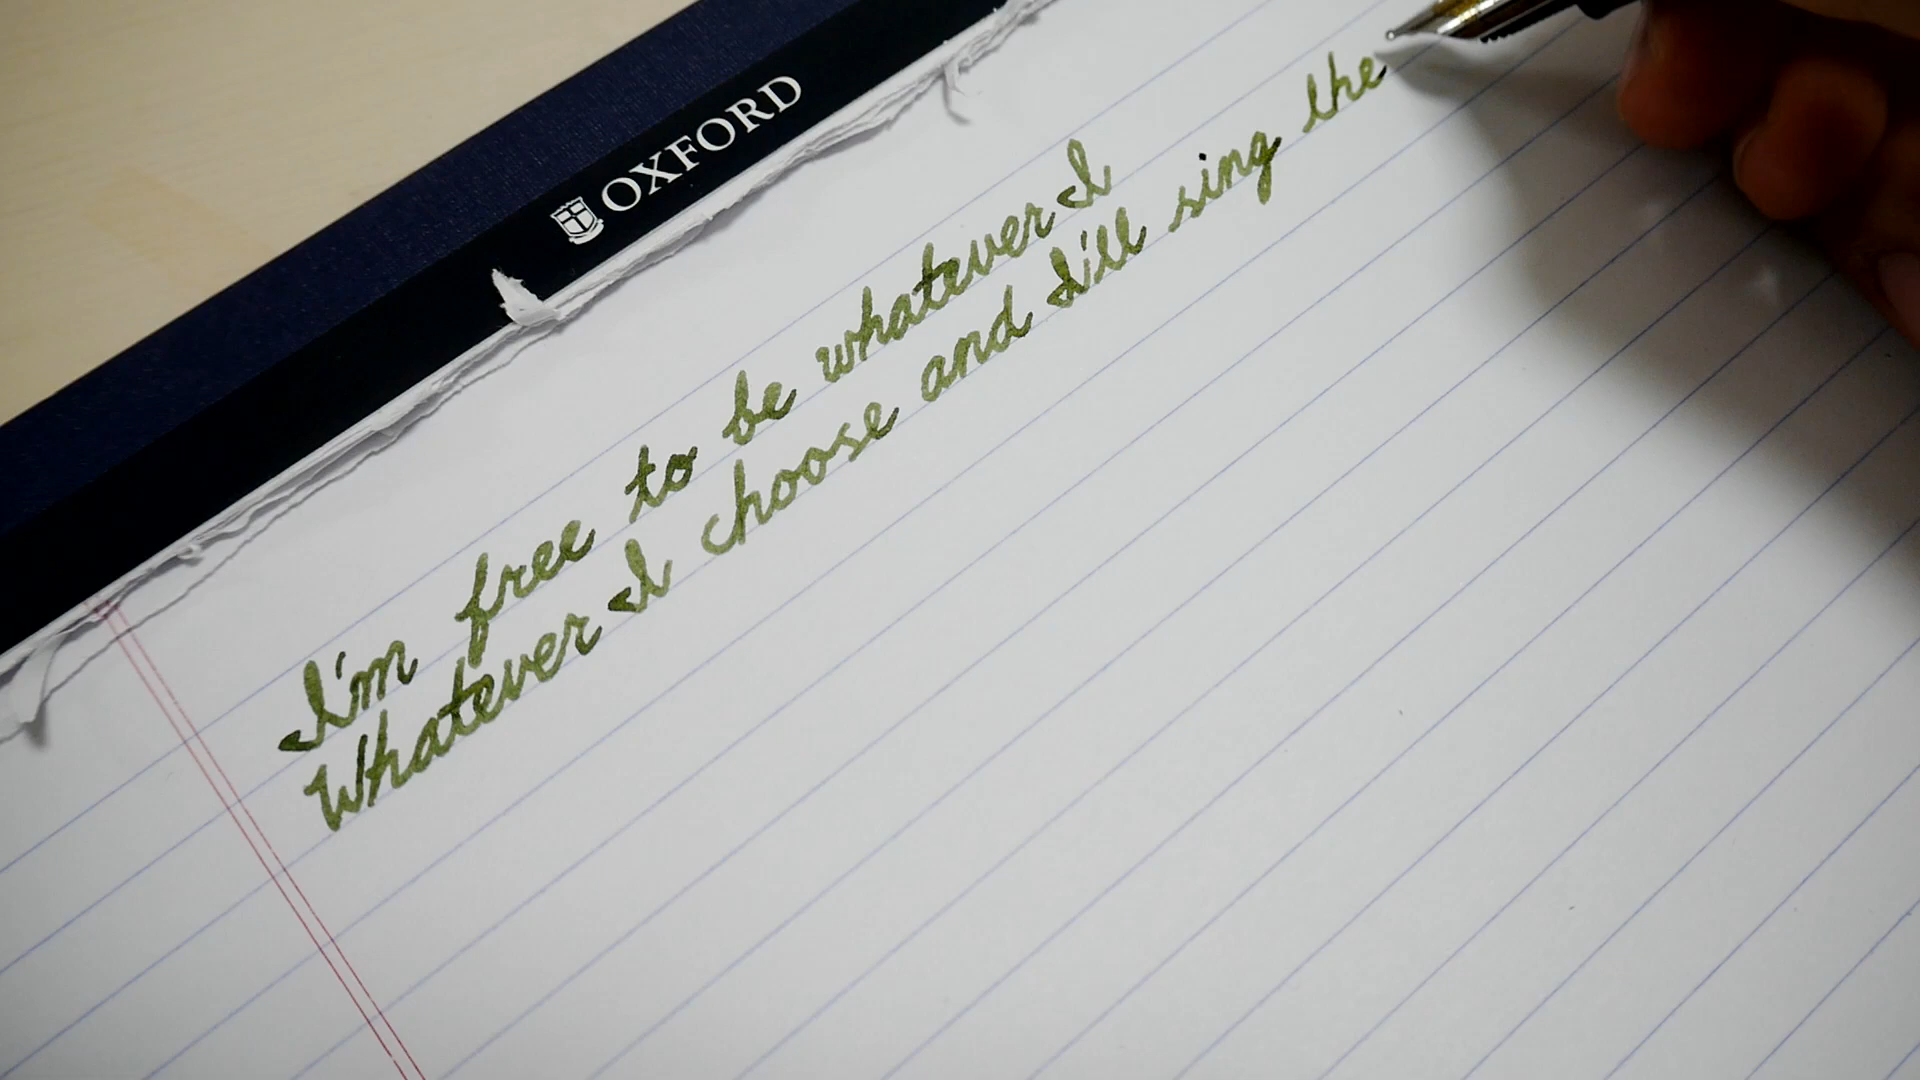 OXFORD
I'm free to be whatever I
Whatever I choose and I'll sing the